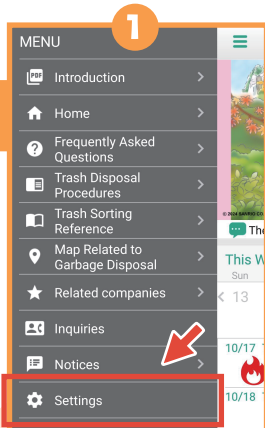 1
MENU
PDF
Introduction
Home
Frequently Asked
Questions
Trash Disposal
Procedures
Trash Sorting
Reference
Map Related to
Garbage Disposal
Related companies
Inquiries
Notices
Settings
The
This W
Sun
13
10/17
10/18